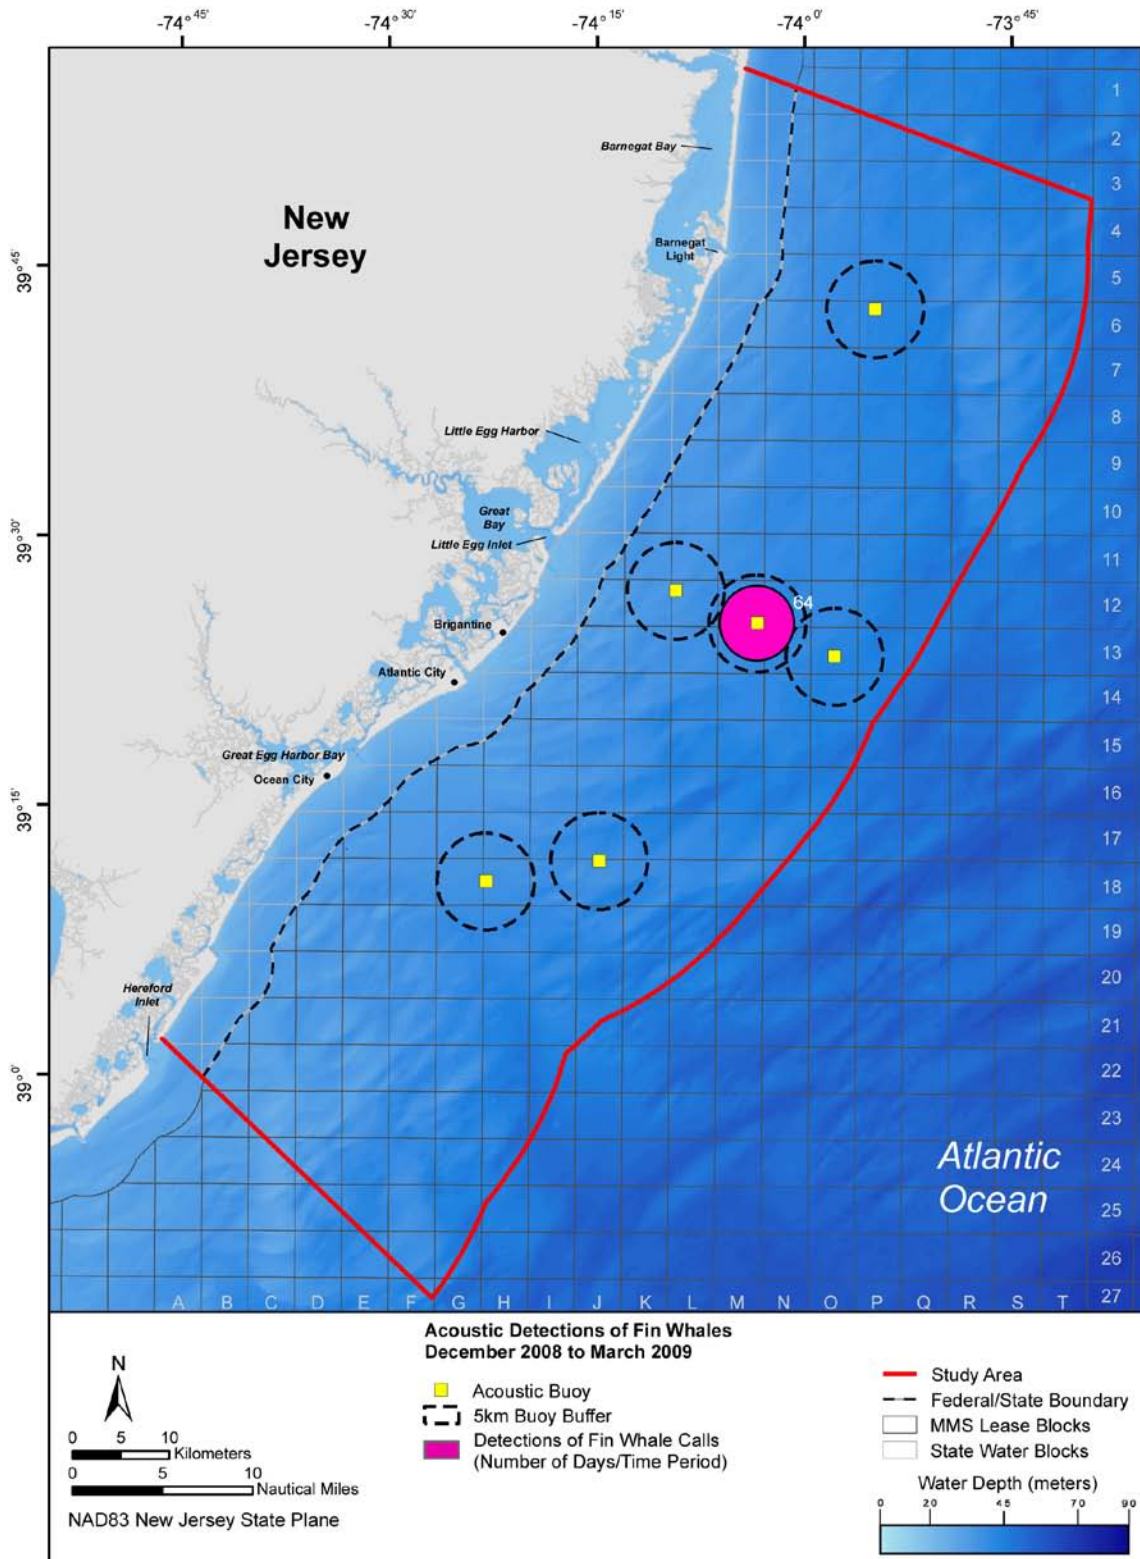 -74°45'
-74°30'
-74°15'
-74°0'
-73°45'
39°45'
39°30'
39°15'
39°0'
New
Jersey
Barnegat Bay
Barnegat
Light
Little Egg Harbor
Great
Bay
Little Egg Inlet
Brigantine
Atlantic City
Great Egg Harbor Bay
Ocean City
Hereford
Inlet
64
Atlantic
Ocean
1
2
3
4
5
6
7
8
9
10
11
12
13
14
15
16
17
18
19
20
21
22
23
24
25
26
27
A B C D E F G H I J K L M N O P Q R S T
Acoustic Detections of Fin Whales
December 2008 to March 2009
Acoustic Buoy
5km Buoy Buffer
Detections of Fin Whale Calls
(Number of Days/Time Period)
N
0 5 10
Kilometers
0 5 10
Nautical Miles
NAD83 New Jersey State Plane
Study Area
Federal/State Boundary
MMS Lease Blocks
State Water Blocks
Water Depth (meters)
0 20 45 70 90